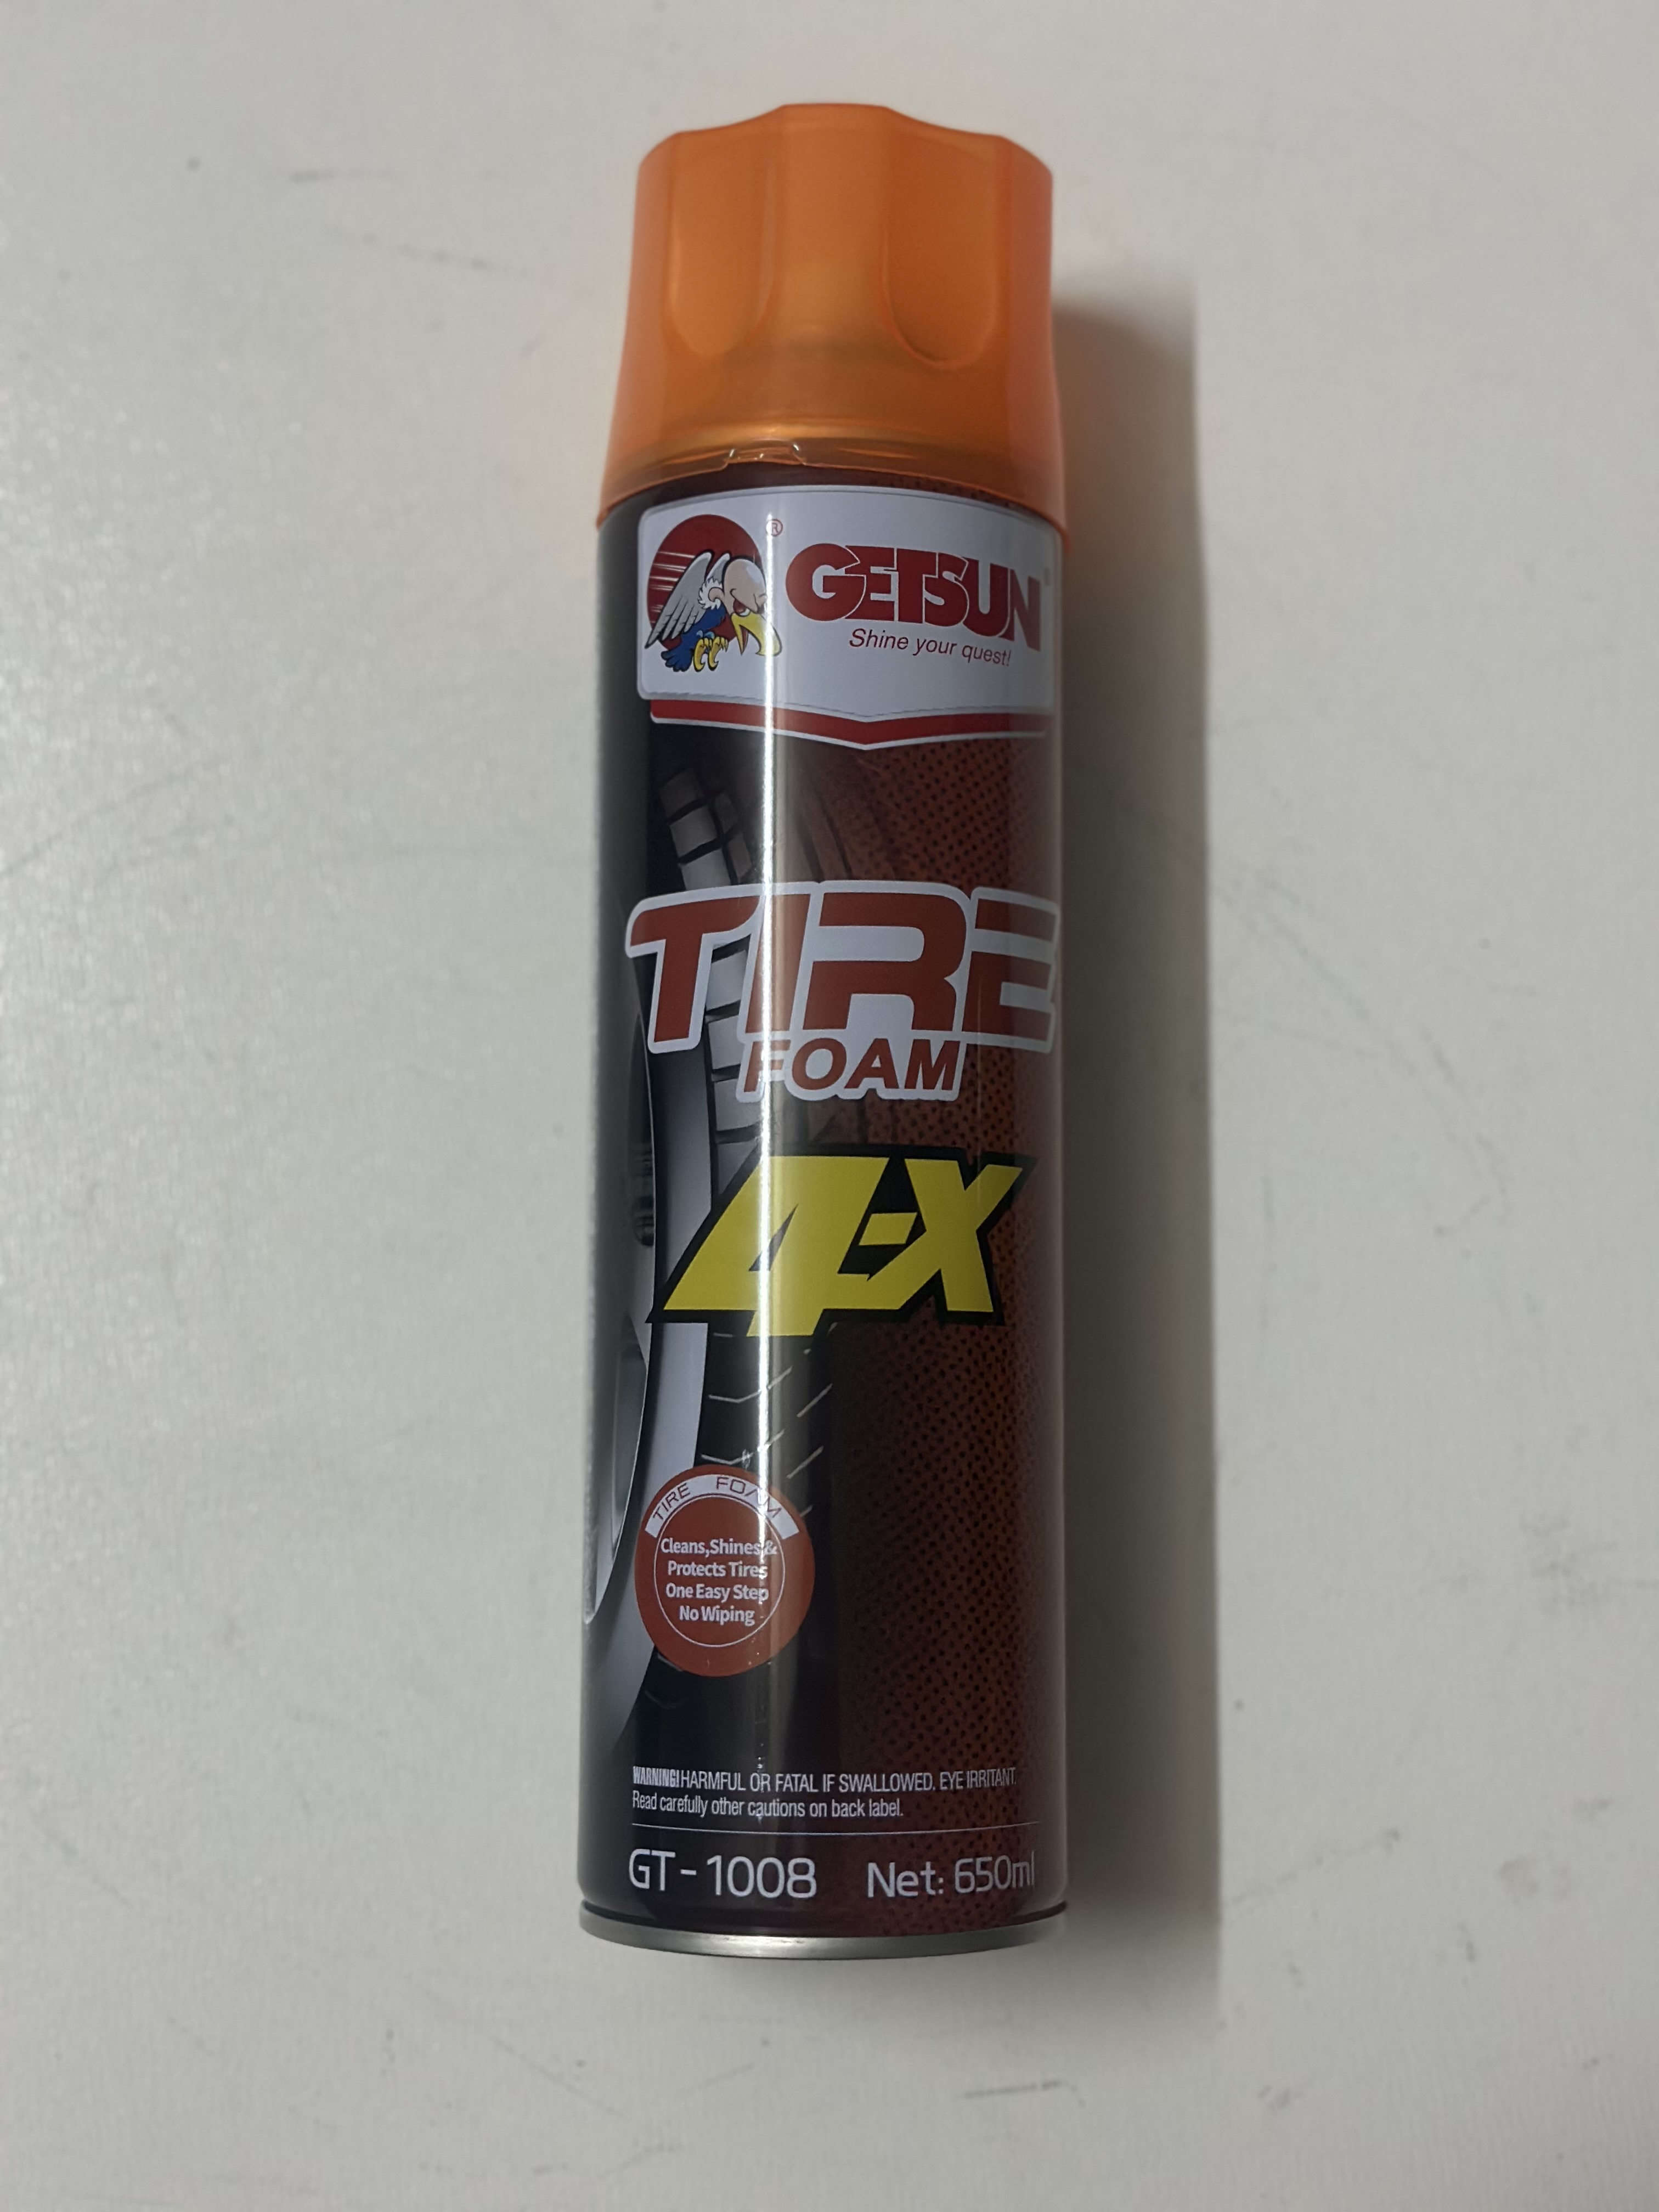 ®
GETSUN
Shine your quest!
TIRE
FOAM
4-X
TIRE FOAM
Cleans,Shines &
Protects Tires
One Easy Step
No Wiping
WARNING! HARMFUL OR FATAL IF SWALLOWED. EYE IRRITANT.
Read carefully other cautions on back label.
GT-1008 Net: 650ml